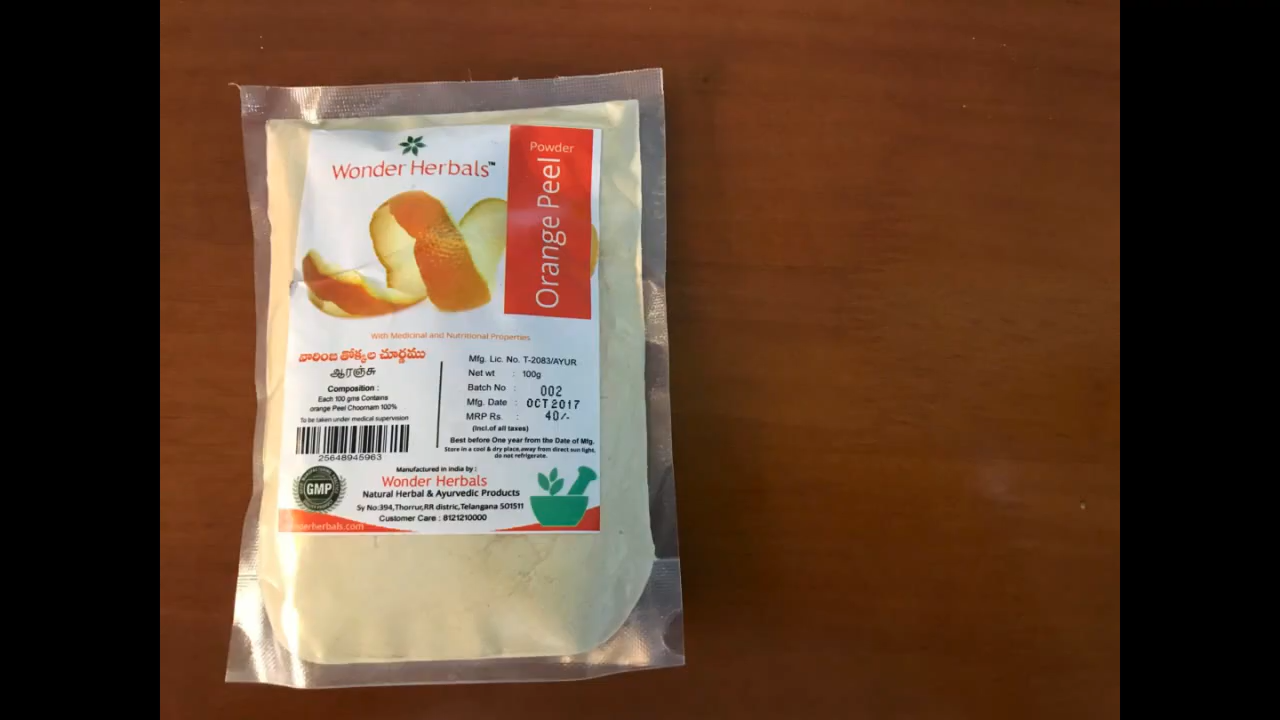 Wonder Herbals™
Powder
Orange Peel
With Medicinal and Nutritional Properties
నారింజ తోక్కల చూర్ణము
ஆரஞ்சு
Composition :
Each 100 gms Contains
orange Peel Choornam 100%
To be taken under medical supervision
25648945963
Mfg. Lic. No. T-2083/AYUR
Net wt : 100g
Batch No : 002
Mfg. Date : OCT 2017
MRP Rs. : 40/-
(Incl.of all taxes)
Best before One year from the Date of Mfg.
Store in a cool & dry place,away from direct sun light,
do not refrigerate.
GMP
Manufactured in India by :
Wonder Herbals
Natural Herbal & Ayurvedic Products
Sy No:394,Thorrur,RR distric,Telangana 501511
Customer Care : 8121210000
nderherbals.com